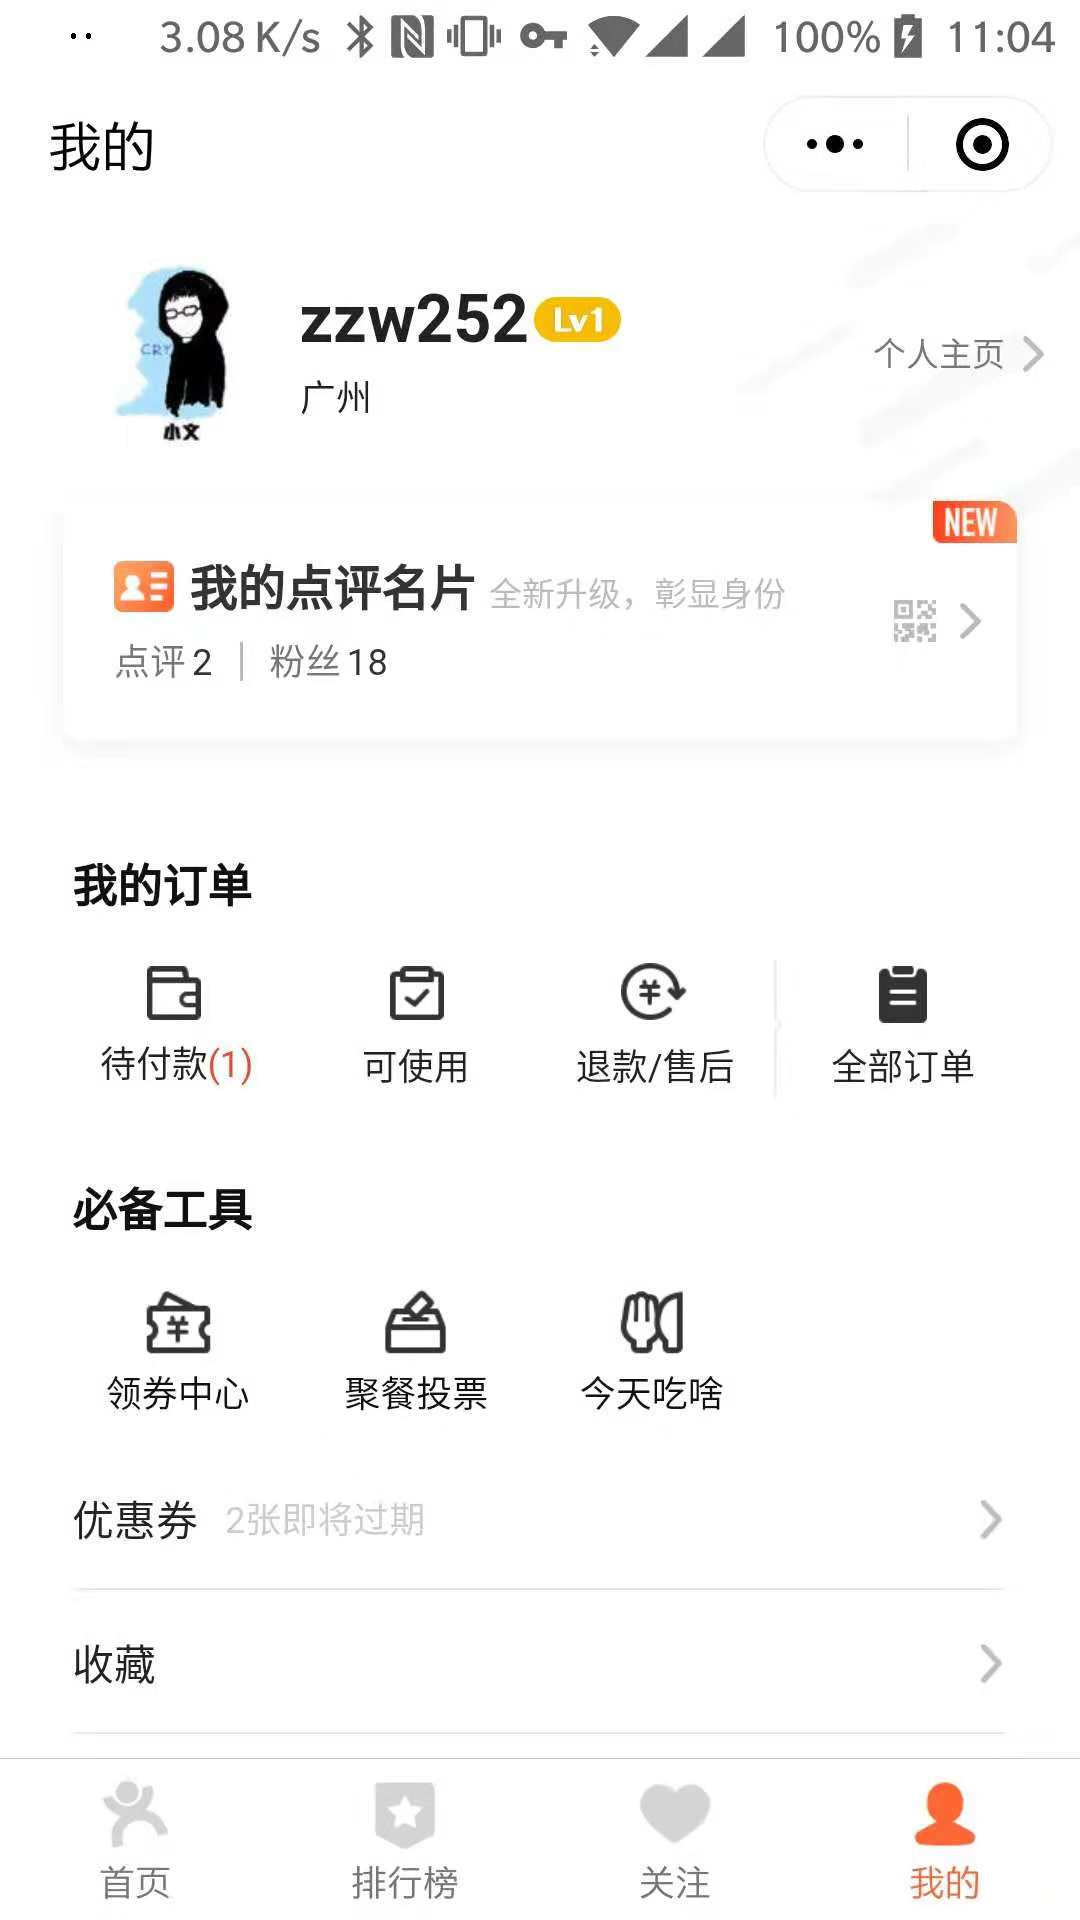 3.08 K/s 100% 11:04
我的
CRY
小文
zzw252 Lv1
广州
个人主页
NEW
我的点评名片 全新升级，彰显身份
点评 2 粉丝 18
我的订单
待付款(1) 可使用 退款/售后 全部订单
必备工具
领券中心 聚餐投票 今天吃啥
优惠券 2张即将过期
收藏
首页 排行榜 关注 我的